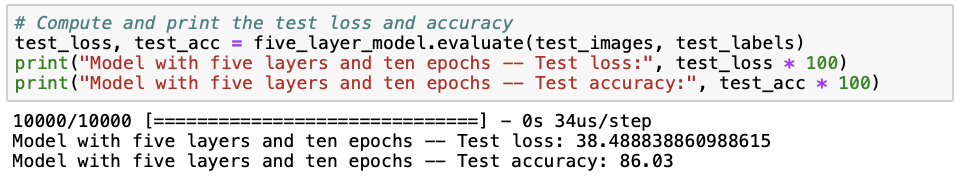 # Compute and print the test loss and accuracy
test_loss, test_acc = five_layer_model.evaluate(test_images, test_labels)
print("Model with five layers and ten epochs -- Test loss:", test_loss * 100)
print("Model with five layers and ten epochs -- Test accuracy:", test_acc * 100)
10000/10000 [==============================] - 0s 34us/step
Model with five layers and ten epochs -- Test loss: 38.488838860988615
Model with five layers and ten epochs -- Test accuracy: 86.03